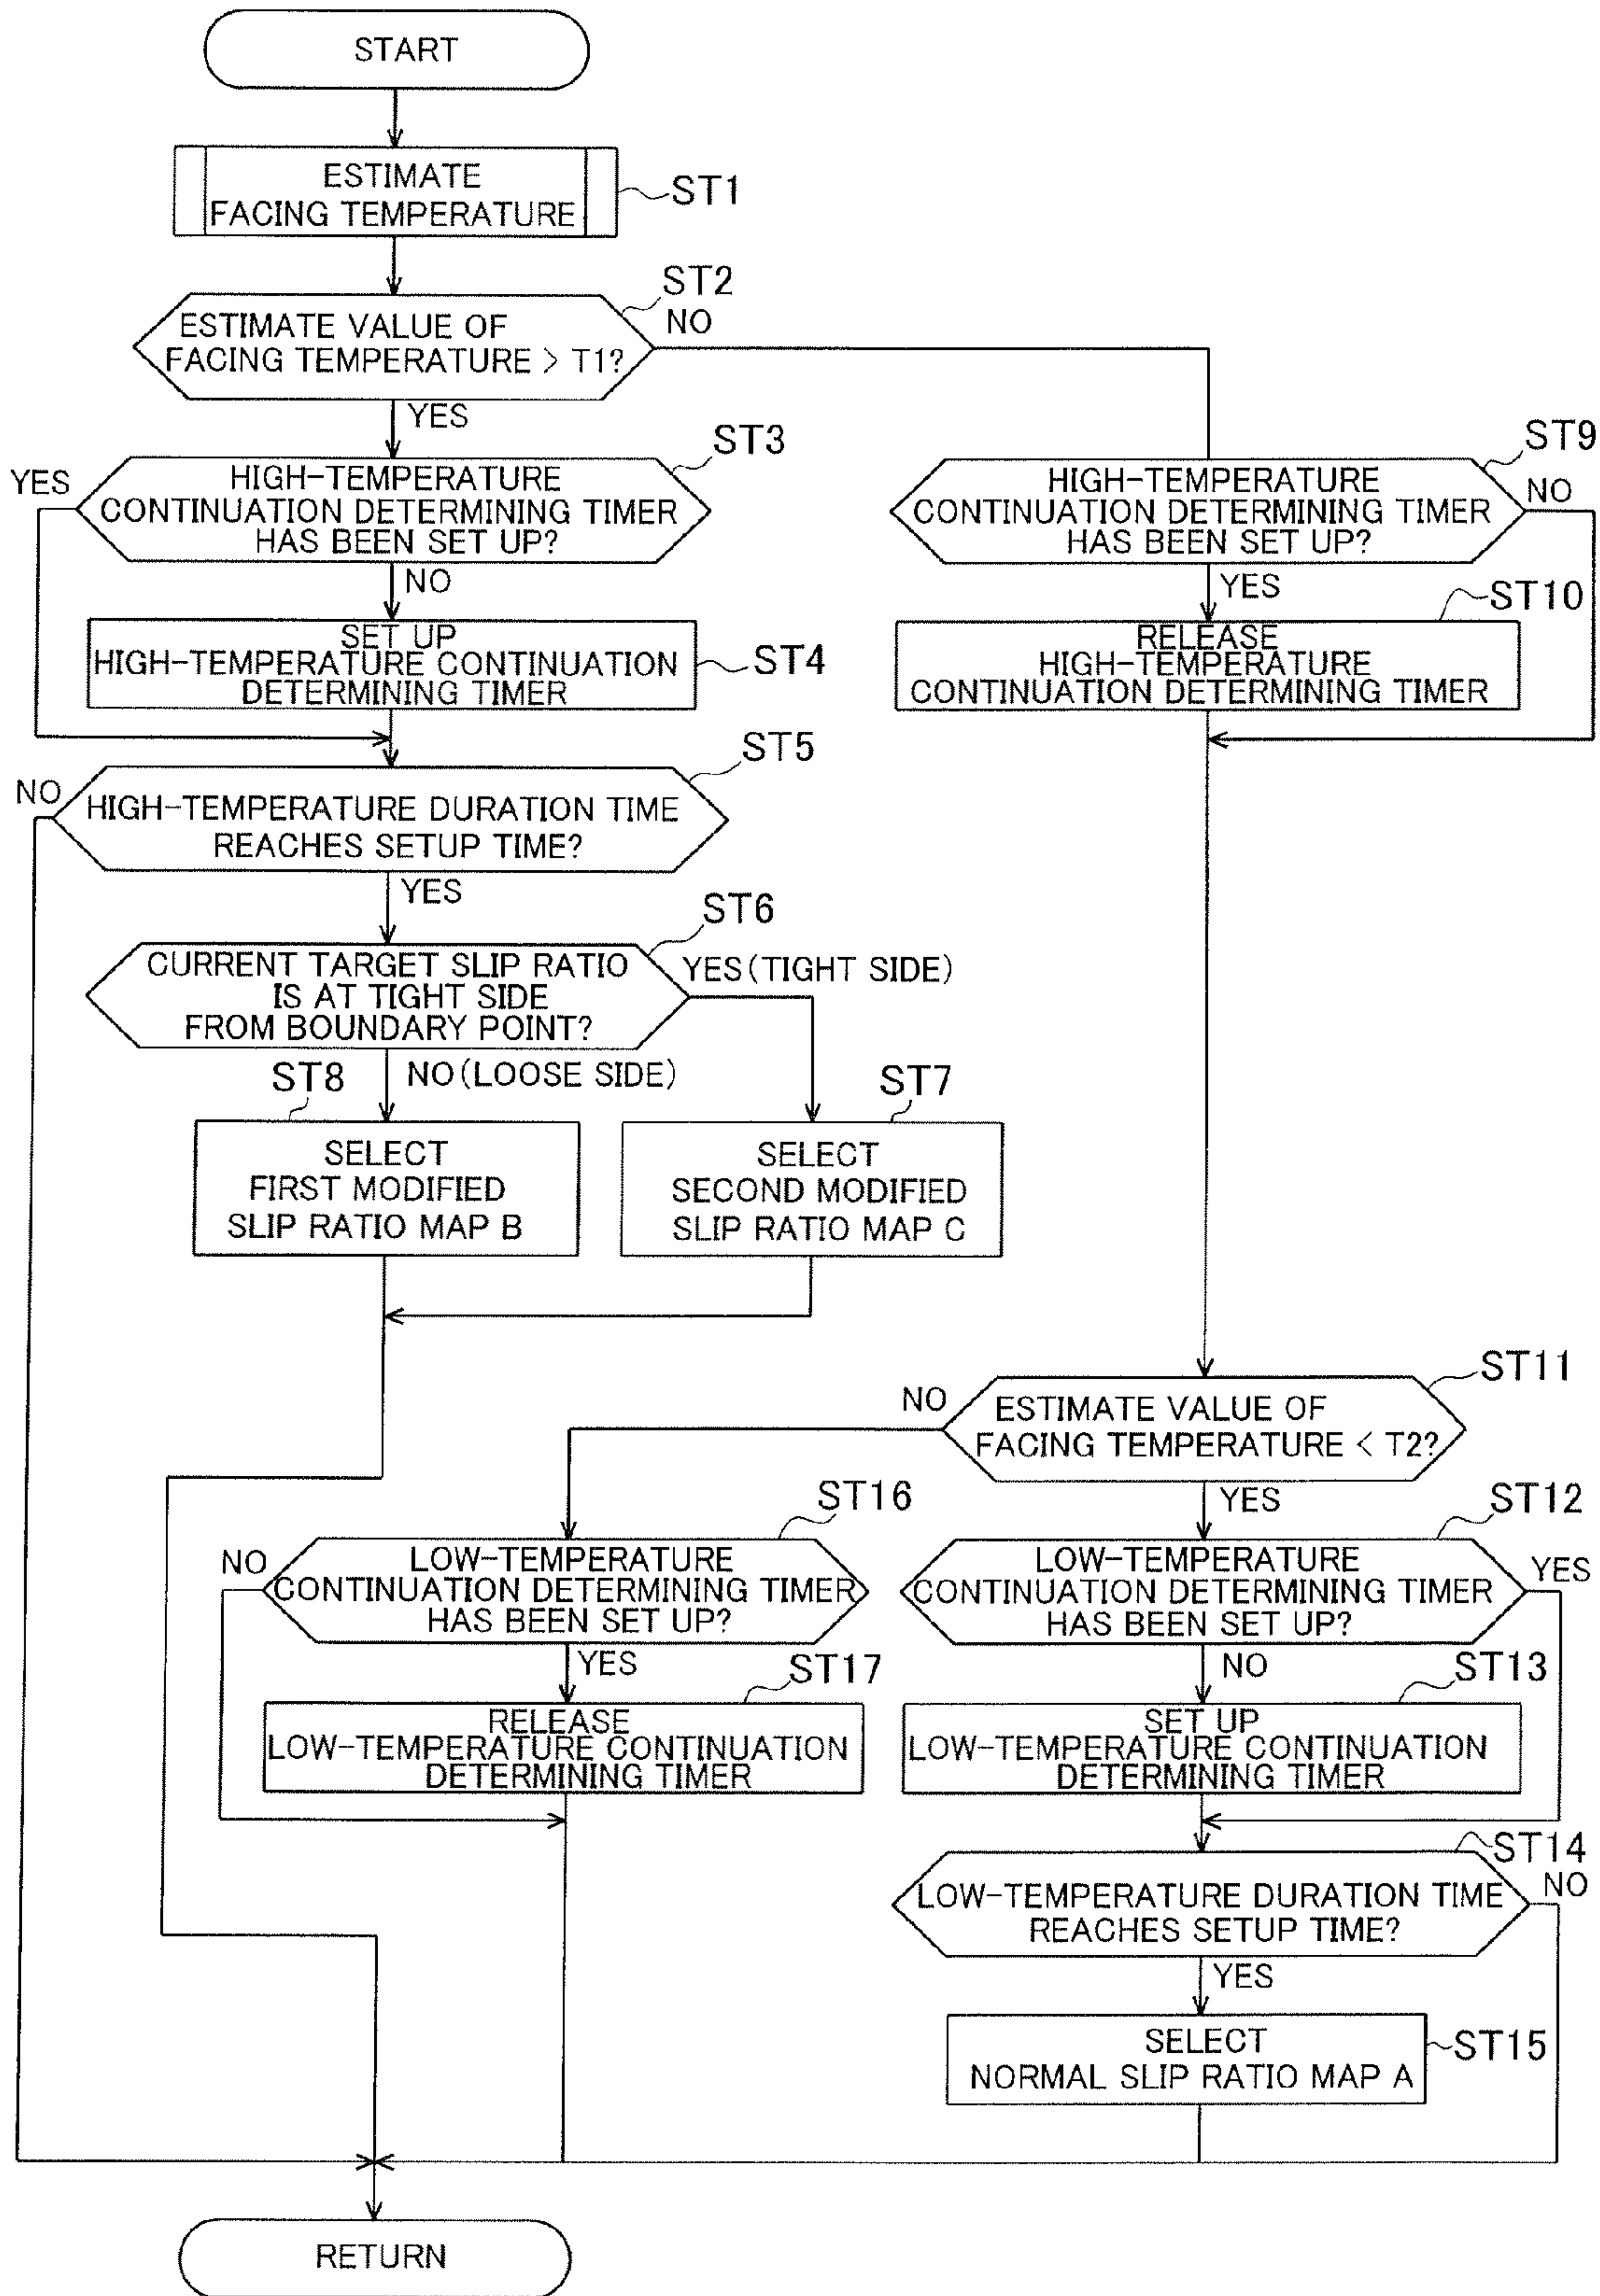 START
ESTIMATE
FACING TEMPERATURE
ST1
ST2
ESTIMATE VALUE OF
FACING TEMPERATURE > T1?
NO
YES
ST3
YES
HIGH-TEMPERATURE
CONTINUATION DETERMINING TIMER
HAS BEEN SET UP?
NO
SET UP
HIGH-TEMPERATURE CONTINUATION
DETERMINING TIMER
ST4
ST9
HIGH-TEMPERATURE
CONTINUATION DETERMINING TIMER
HAS BEEN SET UP?
NO
YES
ST10
RELEASE
HIGH-TEMPERATURE
CONTINUATION DETERMINING TIMER
ST5
NO
HIGH-TEMPERATURE DURATION TIME
REACHES SETUP TIME?
YES
ST6
CURRENT TARGET SLIP RATIO
IS AT TIGHT SIDE
FROM BOUNDARY POINT?
YES(TIGHT SIDE)
NO(LOOSE SIDE)
ST8
SELECT
FIRST MODIFIED
SLIP RATIO MAP B
ST7
SELECT
SECOND MODIFIED
SLIP RATIO MAP C
ST11
NO
ESTIMATE VALUE OF
FACING TEMPERATURE < T2?
YES
ST16
NO
LOW-TEMPERATURE
CONTINUATION DETERMINING TIMER
HAS BEEN SET UP?
YES
ST17
RELEASE
LOW-TEMPERATURE CONTINUATION
DETERMINING TIMER
ST12
LOW-TEMPERATURE
CONTINUATION DETERMINING TIMER
HAS BEEN SET UP?
YES
NO
ST13
SET UP
LOW-TEMPERATURE CONTINUATION
DETERMINING TIMER
ST14
LOW-TEMPERATURE DURATION TIME
REACHES SETUP TIME?
NO
YES
SELECT
NORMAL SLIP RATIO MAP A
ST15
RETURN